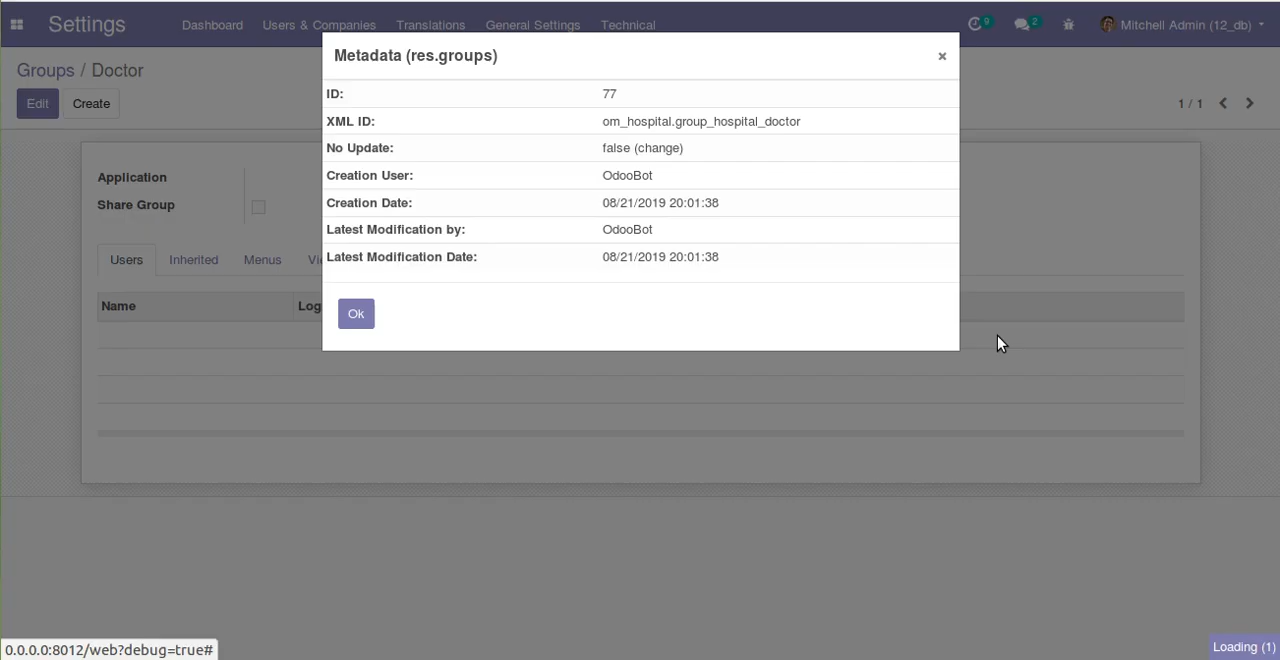 Settings Dashboard Users & Companies Translations General Settings Technical 9 2 Mitchell Admin (12_db)
Metadata (res.groups) ×
Groups / Doctor
Edit Create 1 / 1
ID: 77
XML ID: om_hospital.group_hospital_doctor
No Update: false (change)
Application
Creation User: OdooBot
Share Group
Creation Date: 08/21/2019 20:01:38
Latest Modification by: OdooBot
Users Inherited Menus
Latest Modification Date: 08/21/2019 20:01:38
Name
Ok
0.0.0.0:8012/web?debug=true#
Loading (1)